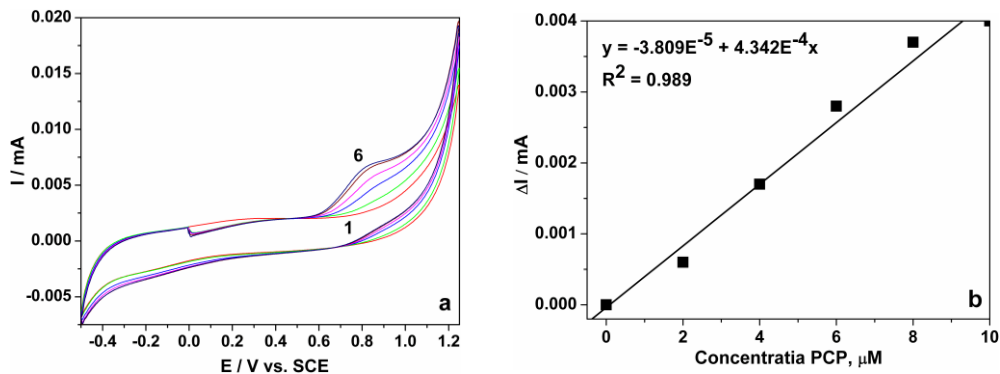 0.020
0.015
0.010
0.005
0.000
-0.005
I / mA
6
1
a
-0.4 -0.2 0.0 0.2 0.4 0.6 0.8 1.0 1.2
E / V vs. SCE
0.004
0.003
0.002
0.001
0.000
ΔI / mA
y = -3.809E-5 + 4.342E-4x
R2 = 0.989
b
0 2 4 6 8 10
Concentratia PCP, μM